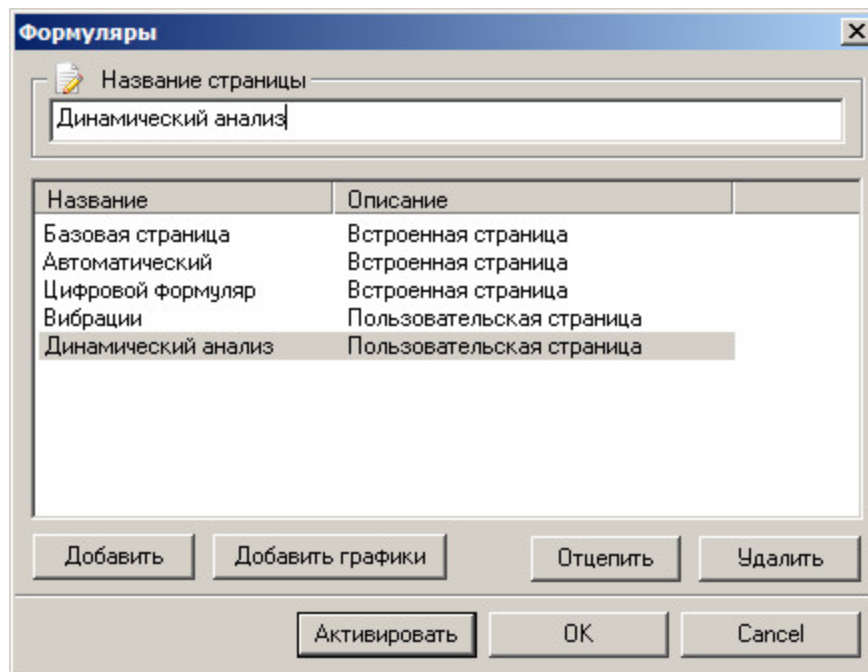 Формуляры
Название страницы
Динамический анализ
Название Описание
Базовая страница Встроенная страница
Автоматический Встроенная страница
Цифровой формуляр Встроенная страница
Вибрации Пользовательская страница
Динамический анализ Пользовательская страница
Добавить Добавить графики Отцепить Удалить
Активировать OK Cancel